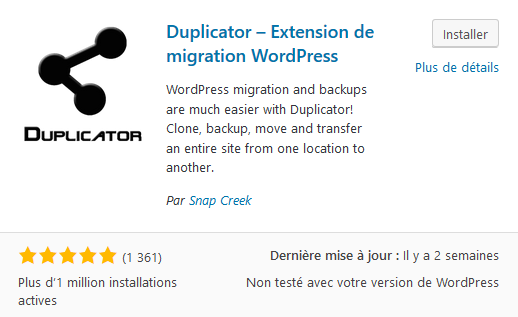 Duplicator – Extension de
migration WordPress
Installer
Plus de détails
WordPress migration and backups
are much easier with Duplicator!
Clone, backup, move and transfer
an entire site from one location to
another.
Par Snap Creek
DUPLICATOR
(1 361)
Plus d’1 million installations
actives
Dernière mise à jour : Il y a 2 semaines
Non testé avec votre version de WordPress